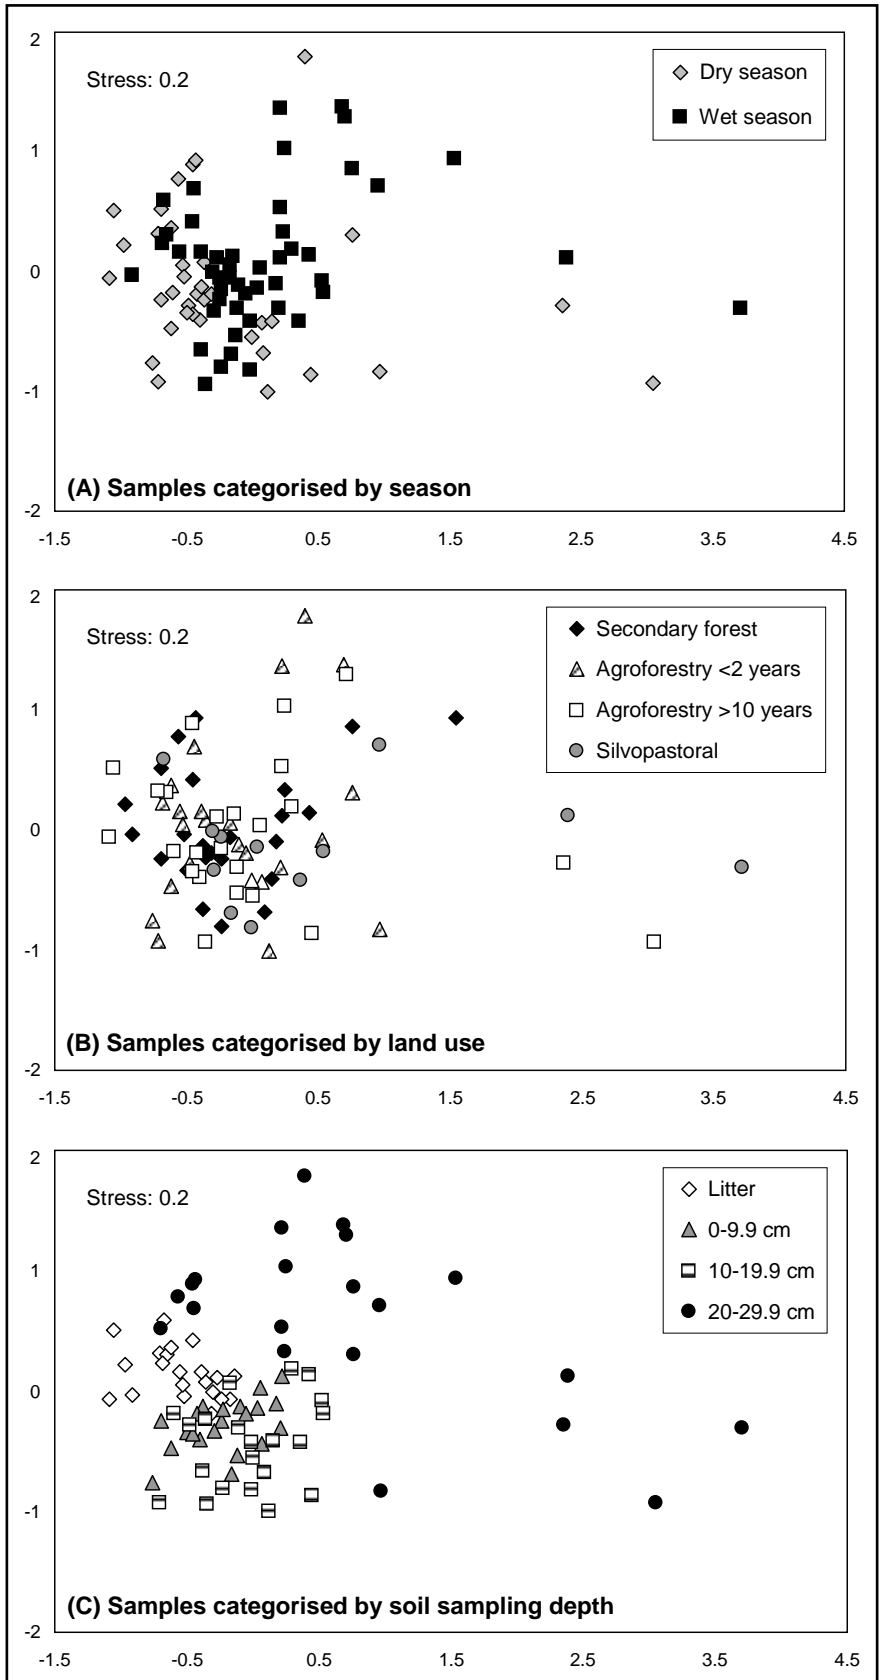 2
Stress: 0.2
Dry season
Wet season
1
0
-1
(A) Samples categorised by season
-2
-1.5 -0.5 0.5 1.5 2.5 3.5 4.5
2
Stress: 0.2
Secondary forest
Agroforestry <2 years
Agroforestry >10 years
Silvopastoral
1
0
-1
(B) Samples categorised by land use
-2
-1.5 -0.5 0.5 1.5 2.5 3.5 4.5
2
Stress: 0.2
Litter
0-9.9 cm
10-19.9 cm
20-29.9 cm
1
0
-1
(C) Samples categorised by soil sampling depth
-2
-1.5 -0.5 0.5 1.5 2.5 3.5 4.5